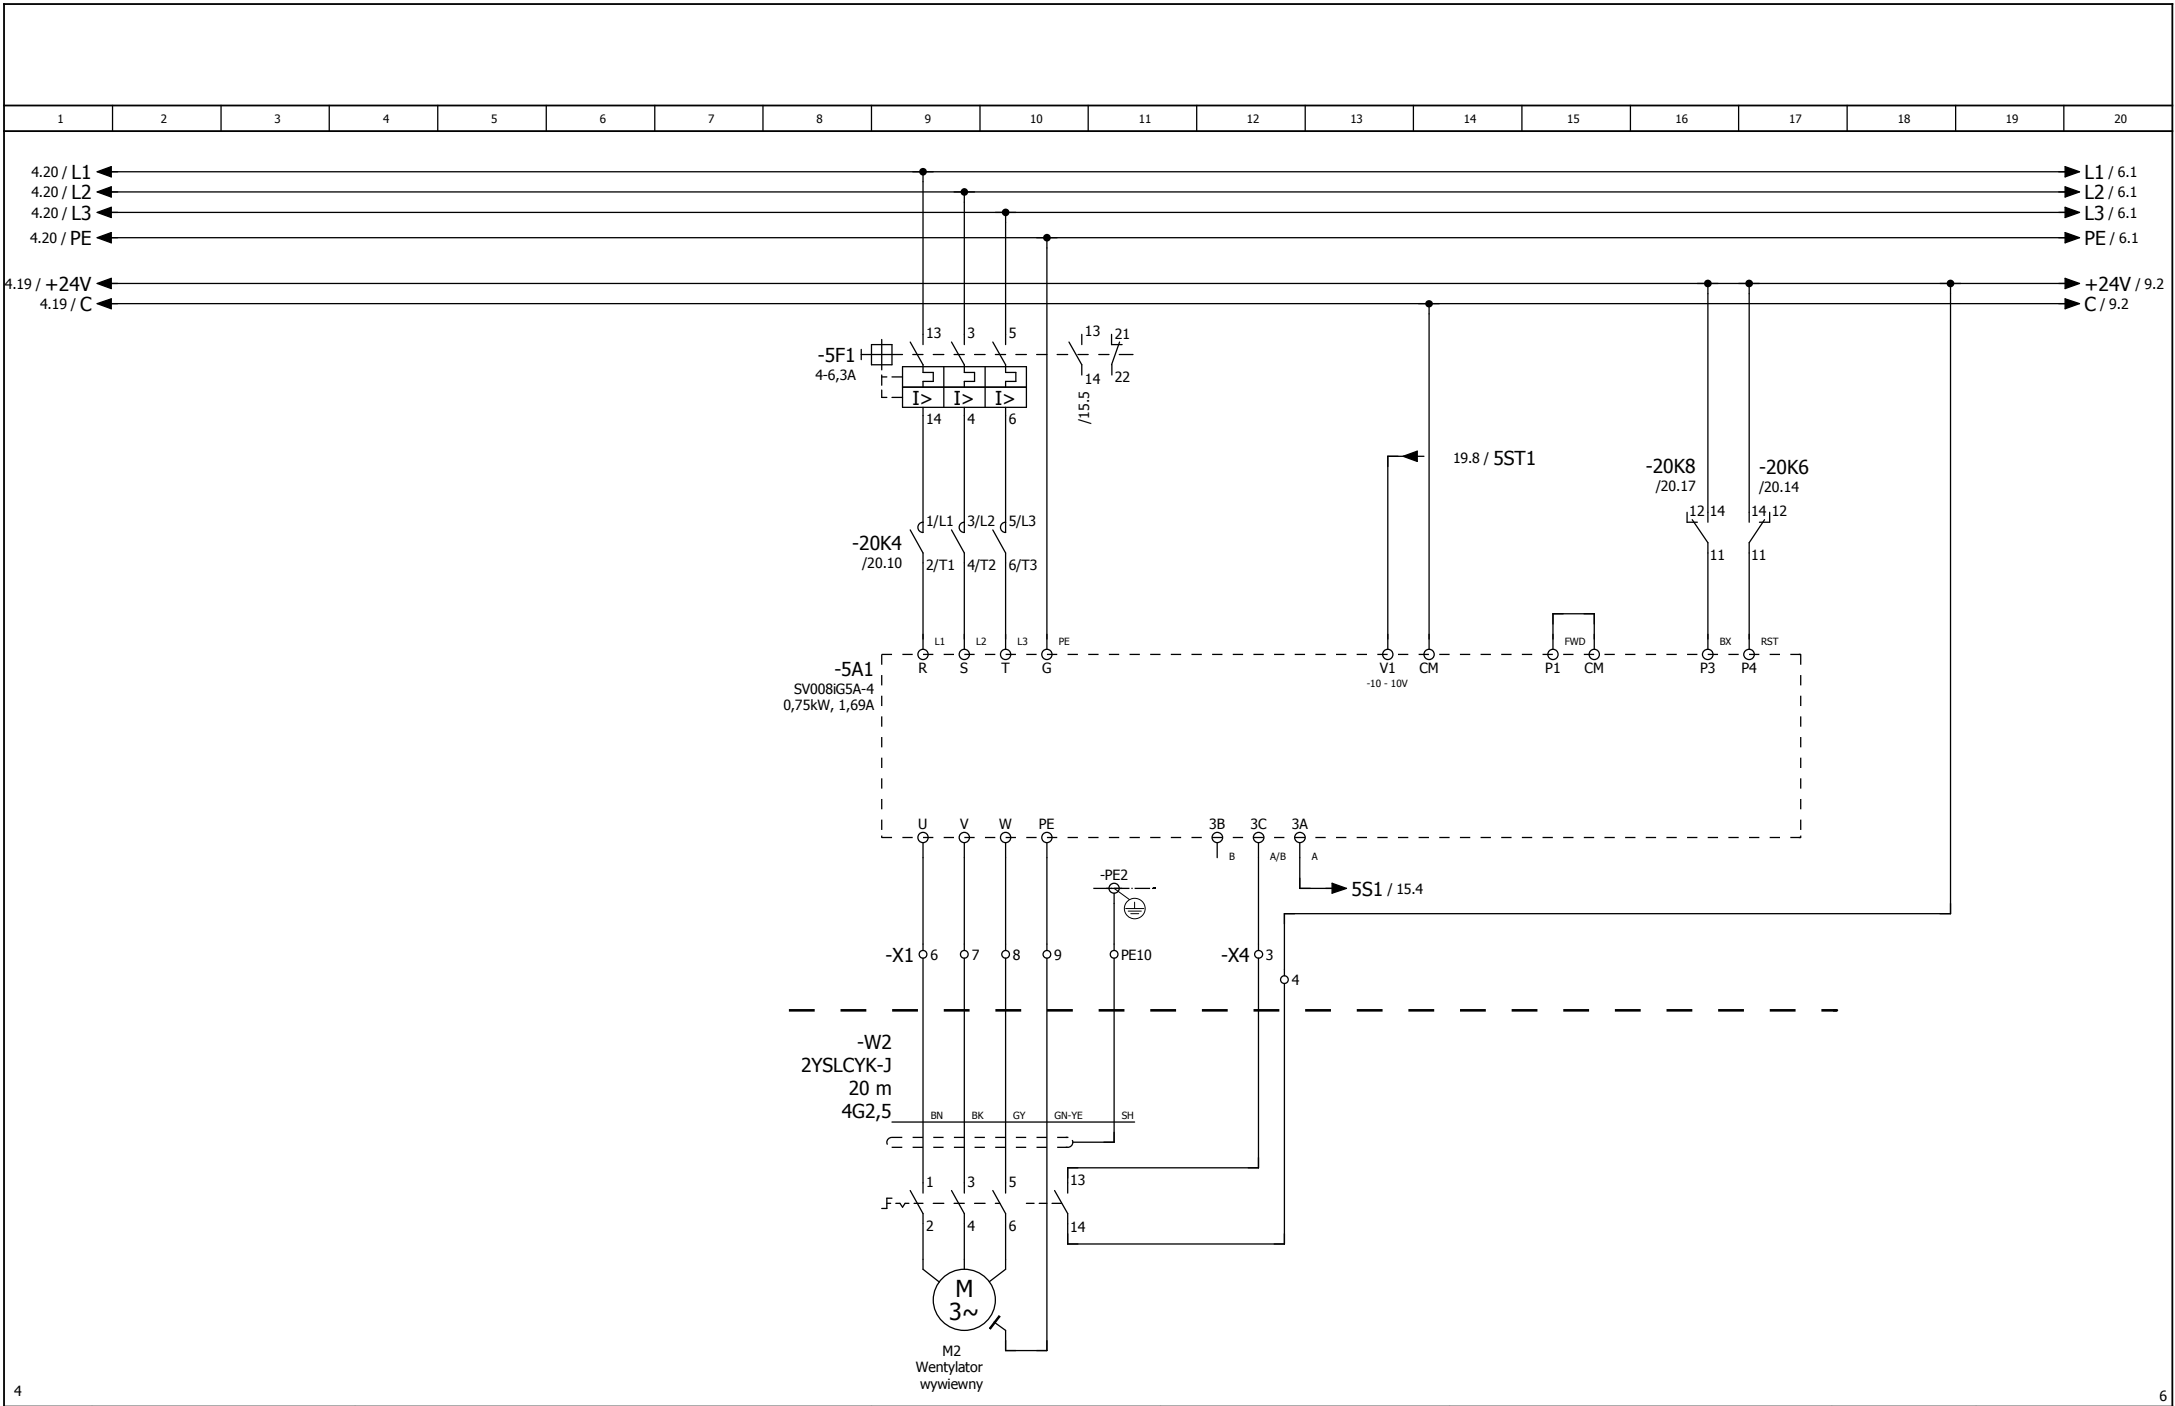 1 2 3 4 5 6 7 8 9 10 11 12 13 14 15 16 17 18 19 20
4.20 / L1
L1 / 6.1
4.20 / L2
L2 / 6.1
4.20 / L3
L3 / 6.1
4.20 / PE
PE / 6.1
4.19 / +24V
+24V / 9.2
4.19 / C
C / 9.2
13 3 5 13 21
-5F1
4-6,3A
14 22
I> I> I>
/15.5
14 4 6
19.8 / 5ST1
-20K8
/20.17
-20K6
/20.14
12 14 14 12
11 11
1/L1 3/L2 5/L3
-20K4
/20.10
2/T1 4/T2 6/T3
L1 L2 L3 PE FWD BX RST
R S T G V1 CM P1 CM P3 P4
-10 - 10V
-5A1
SV008iG5A-4
0,75kW, 1,69A
U V W PE 3B 3C 3A
B A/B A
-PE2
5S1 / 15.4
-X1 6 7 8 9 PE10 -X4 3
4
-W2
2YSLCYK-J
20 m
4G2,5
BN BK GY GN-YE SH
1 3 5 13
2 4 6 14
M
3~
M2
Wentylator
wywiewny
4 6